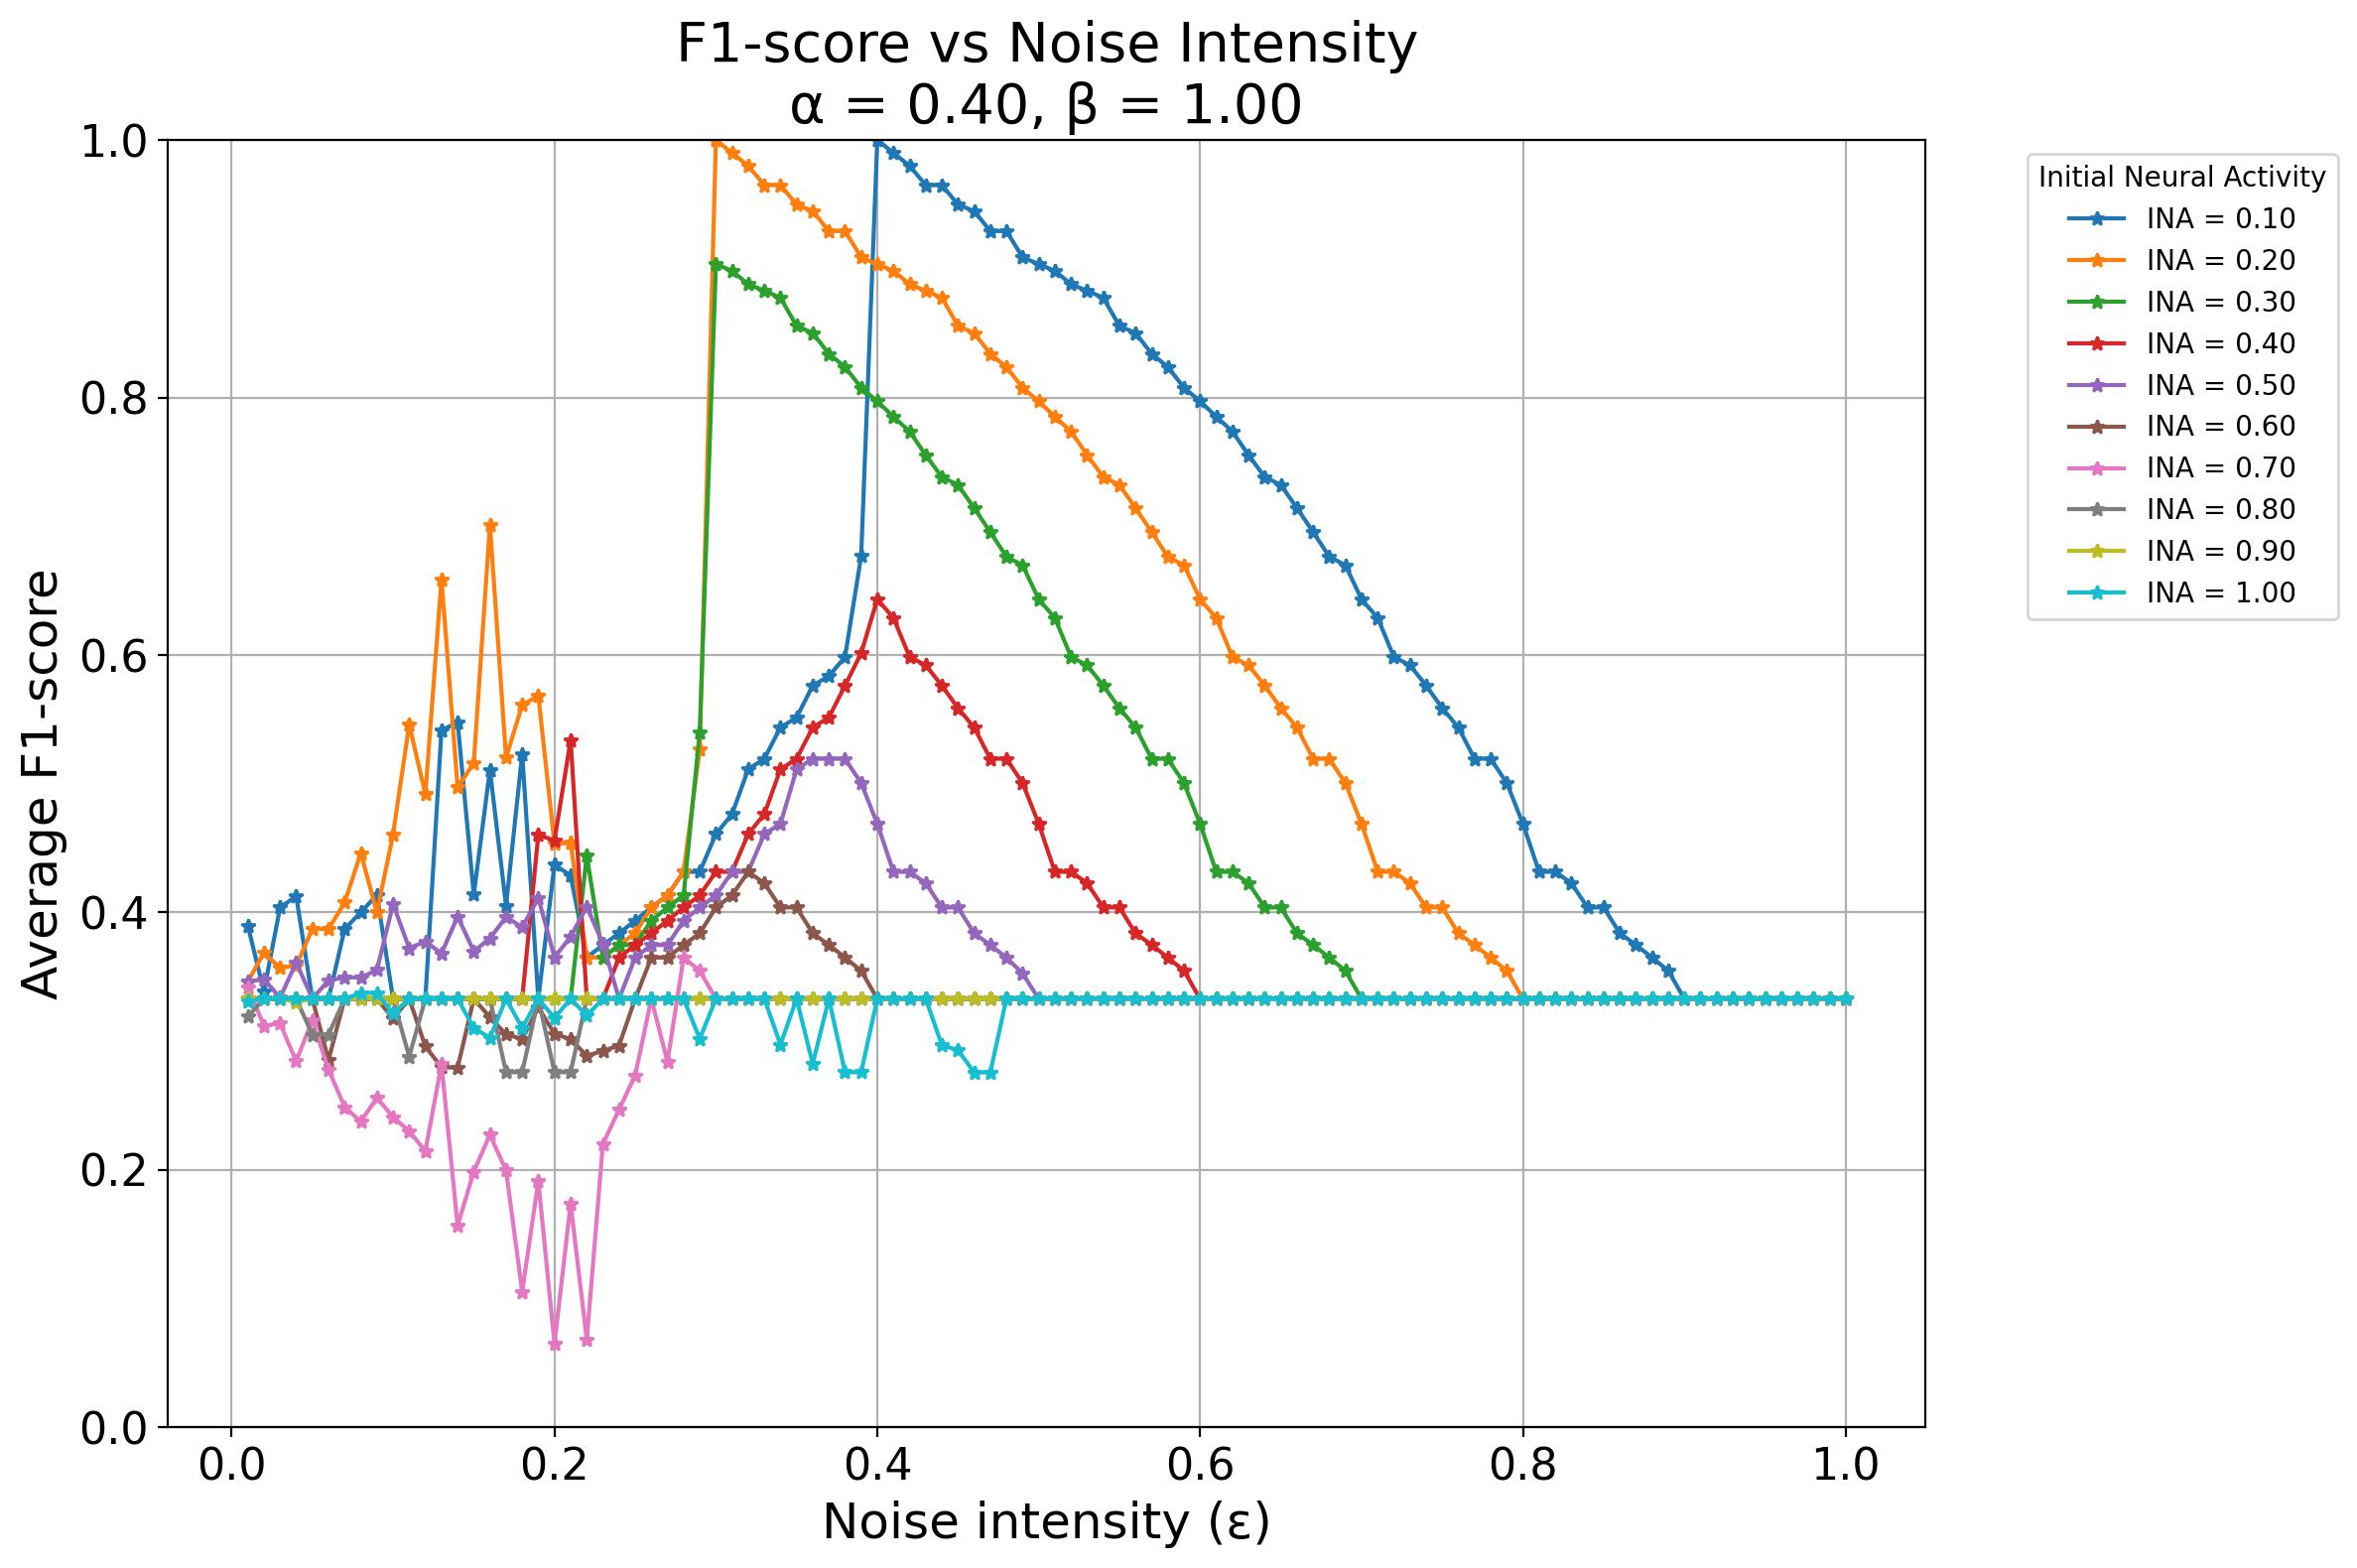 F1-score vs Noise Intensity
α = 0.40, β = 1.00
1.0
0.8
0.6
0.4
0.2
0.0
Average F1-score
0.0
0.2
0.4
0.6
0.8
1.0
Noise intensity (ε)
Initial Neural Activity
INA = 0.10
INA = 0.20
INA = 0.30
INA = 0.40
INA = 0.50
INA = 0.60
INA = 0.70
INA = 0.80
INA = 0.90
INA = 1.00